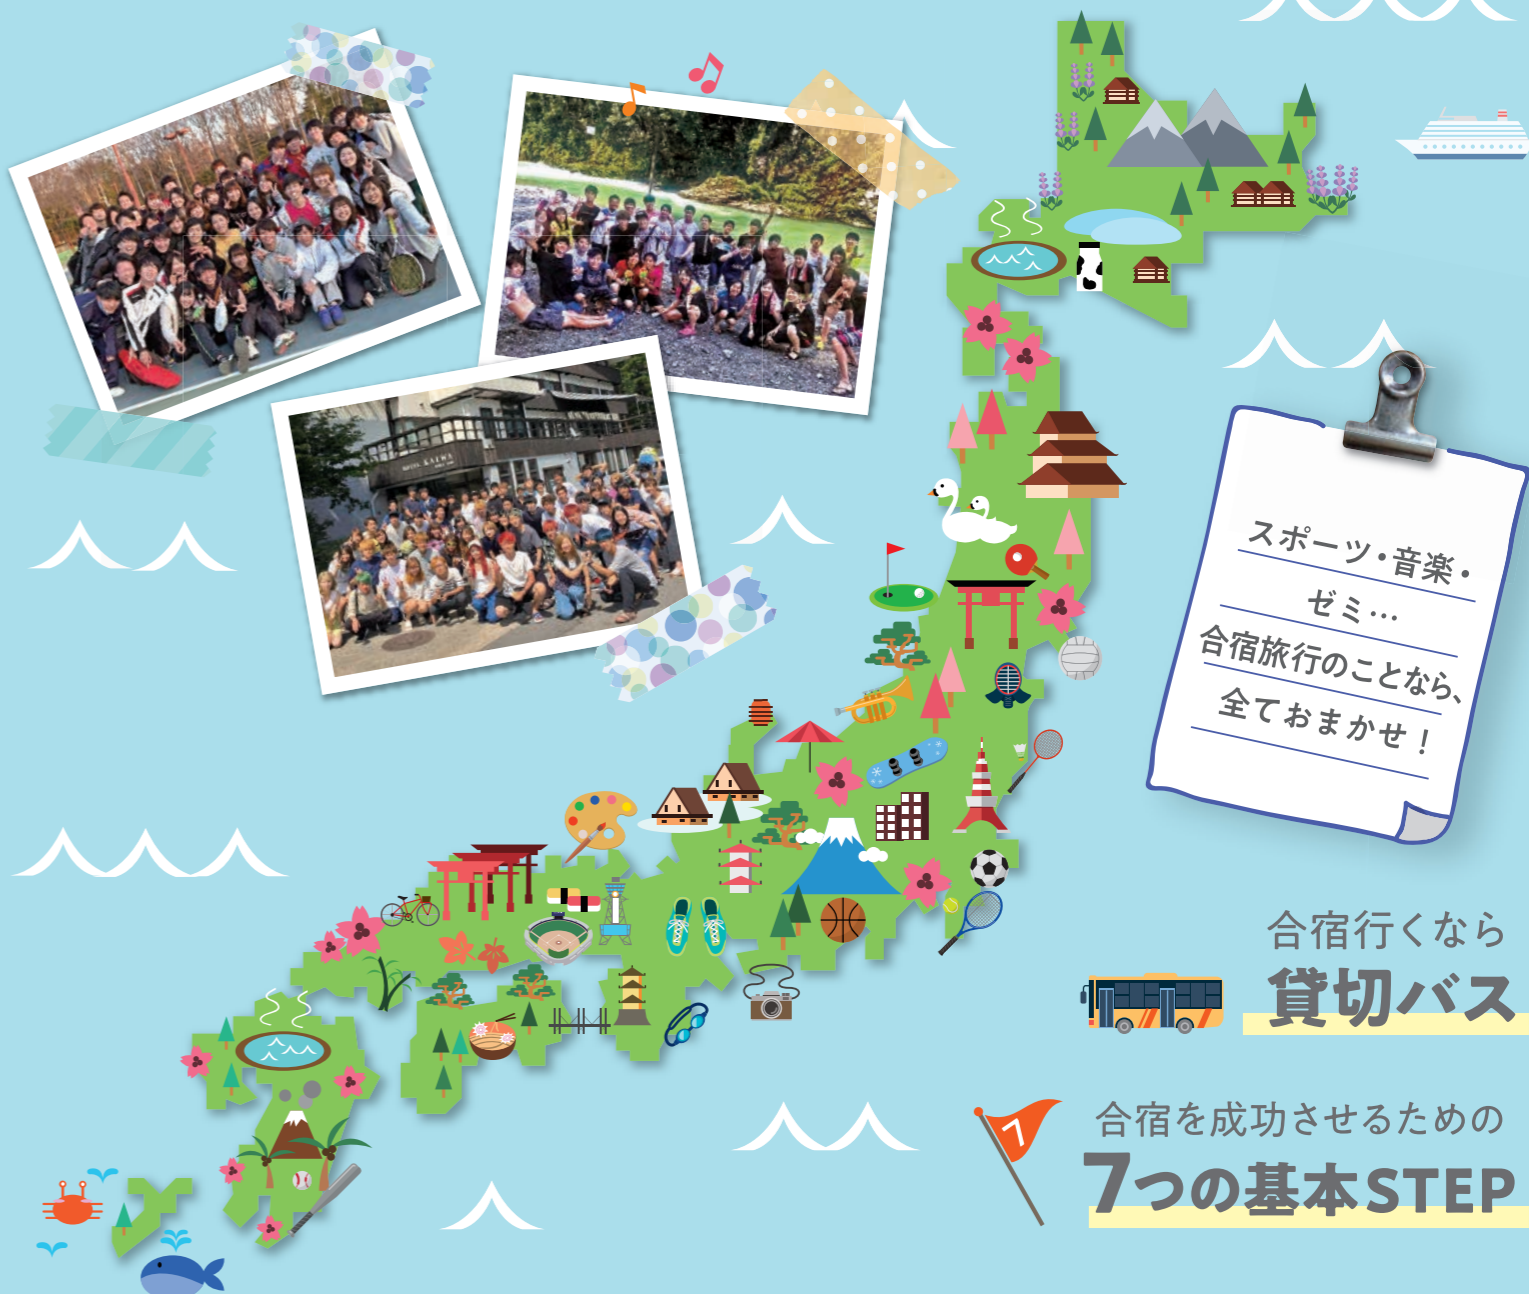 スポーツ・音楽・
ゼミ…
合宿旅行のことなら、
全ておまかせ！
合宿行くなら
貸切バス
7
合宿を成功させるための
7つの基本STEP